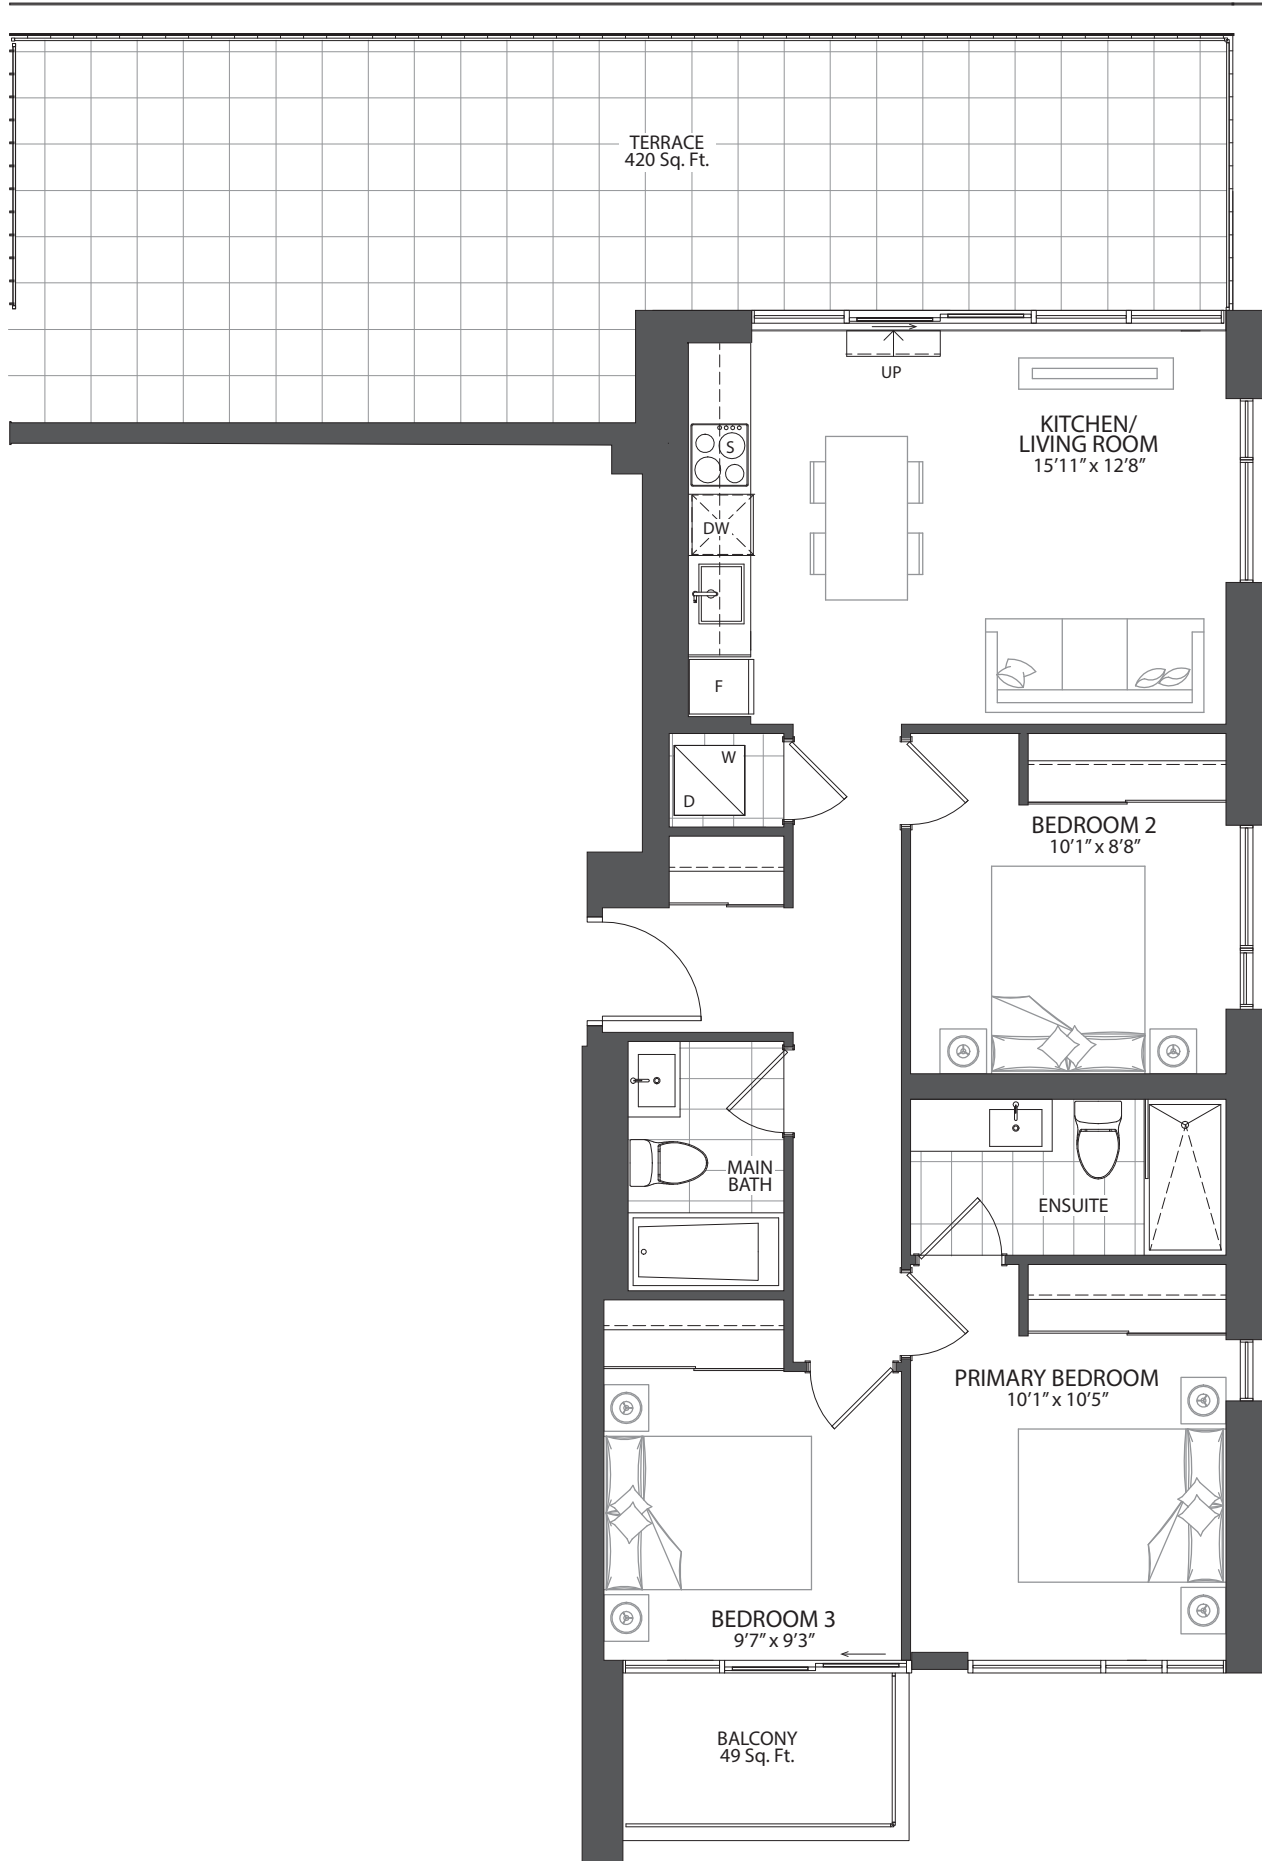 TERRACE
420 Sq. Ft.
UP
KITCHEN/
LIVING ROOM
15'11" x 12'8"
S
DW
F
W
D
BEDROOM 2
10'1" x 8'8"
MAIN
BATH
ENSUITE
PRIMARY BEDROOM
10'1" x 10'5"
BEDROOM 3
9'7" x 9'3"
BALCONY
49 Sq. Ft.